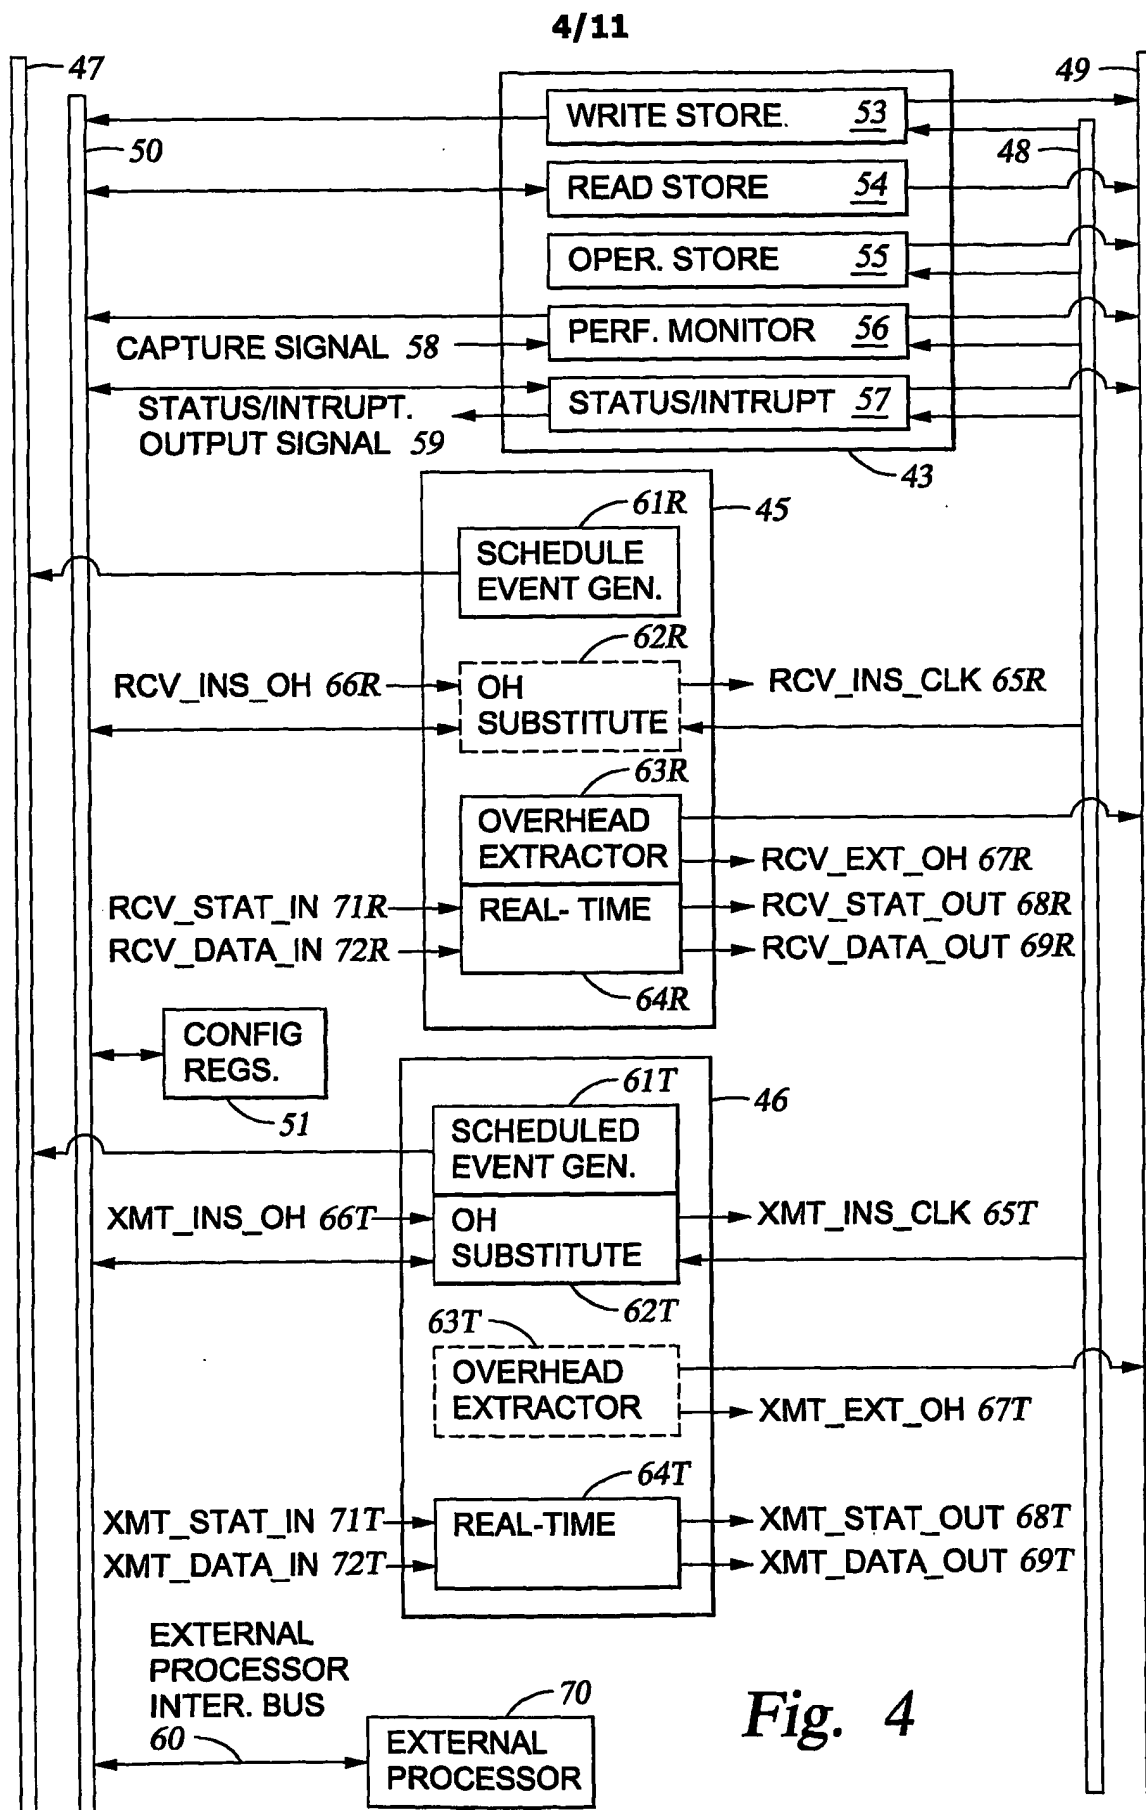 4/11
47
49
WRITE STORE. 53
50
48
READ STORE 54
OPER. STORE 55
PERF. MONITOR 56
CAPTURE SIGNAL 58
STATUS/INTRUPT 57
STATUS/INTRUPT.
OUTPUT SIGNAL 59
43
61R
45
SCHEDULE
EVENT GEN.
62R
RCV_INS_OH 66R
OH
SUBSTITUTE
RCV_INS_CLK 65R
63R
OVERHEAD
EXTRACTOR
RCV_EXT_OH 67R
RCV_STAT_IN 71R
REAL- TIME
RCV_STAT_OUT 68R
RCV_DATA_IN 72R
RCV_DATA_OUT 69R
64R
CONFIG
REGS.
51
61T
46
SCHEDULED
EVENT GEN.
XMT_INS_OH 66T
OH
SUBSTITUTE
XMT_INS_CLK 65T
62T
63T
OVERHEAD
EXTRACTOR
XMT_EXT_OH 67T
64T
XMT_STAT_IN 71T
REAL-TIME
XMT_STAT_OUT 68T
XMT_DATA_IN 72T
XMT_DATA_OUT 69T
EXTERNAL
PROCESSOR
INTER. BUS
60
70
EXTERNAL
PROCESSOR
Fig. 4